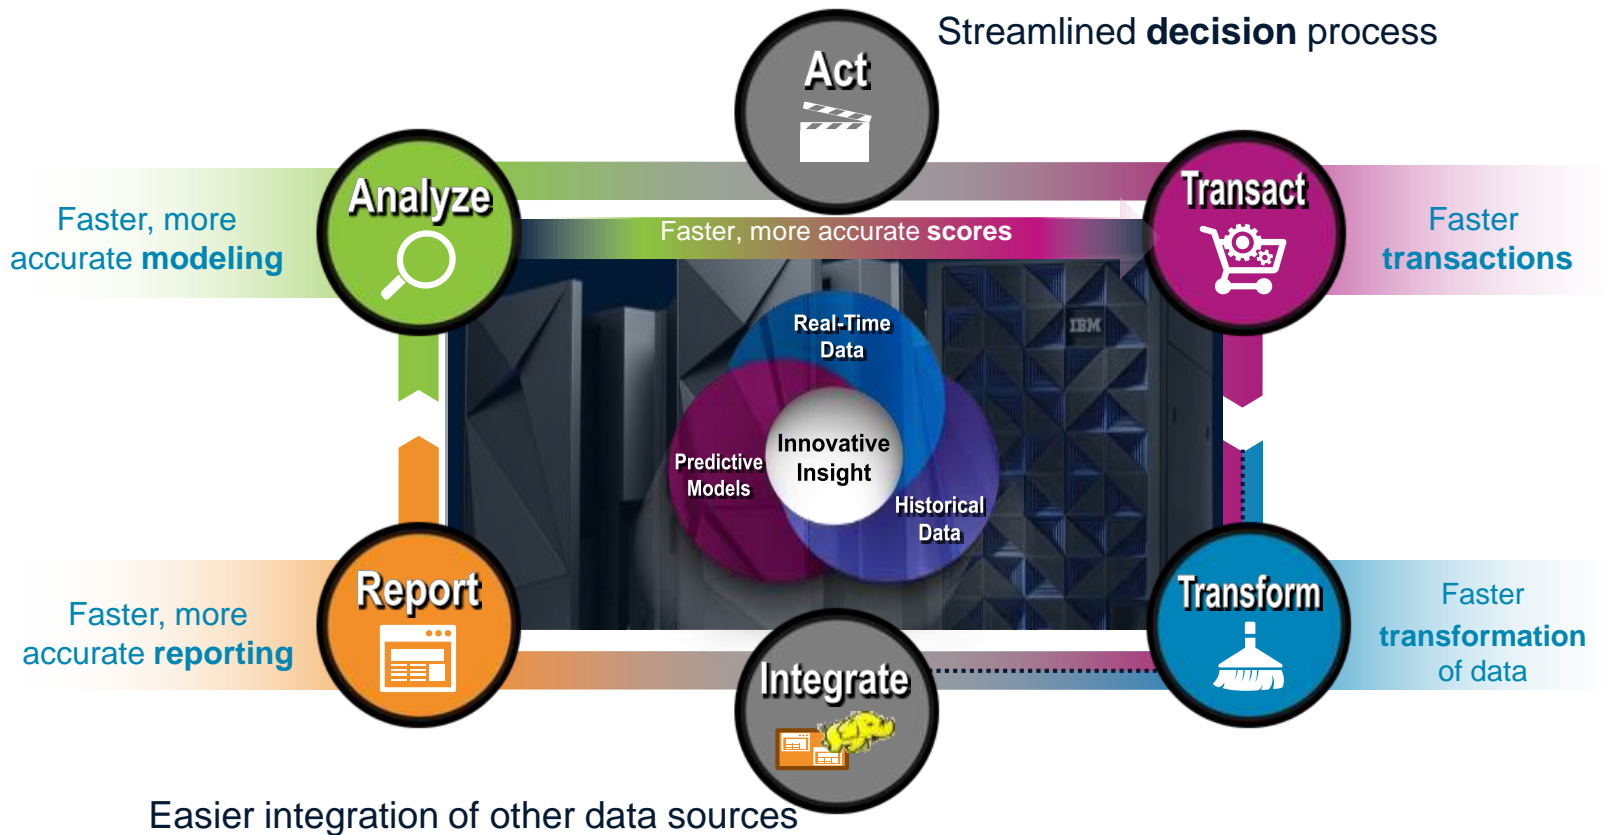 Streamlined decision process
Act
Analyze
Transact
Faster, more
accurate modeling
Faster, more accurate scores
Faster
transactions
Real-Time
Data
IBM
Innovative
Insight
Predictive
Models
Historical
Data
Report
Transform
Faster, more
accurate reporting
Faster
transformation
of data
Integrate
Easier integration of other data sources